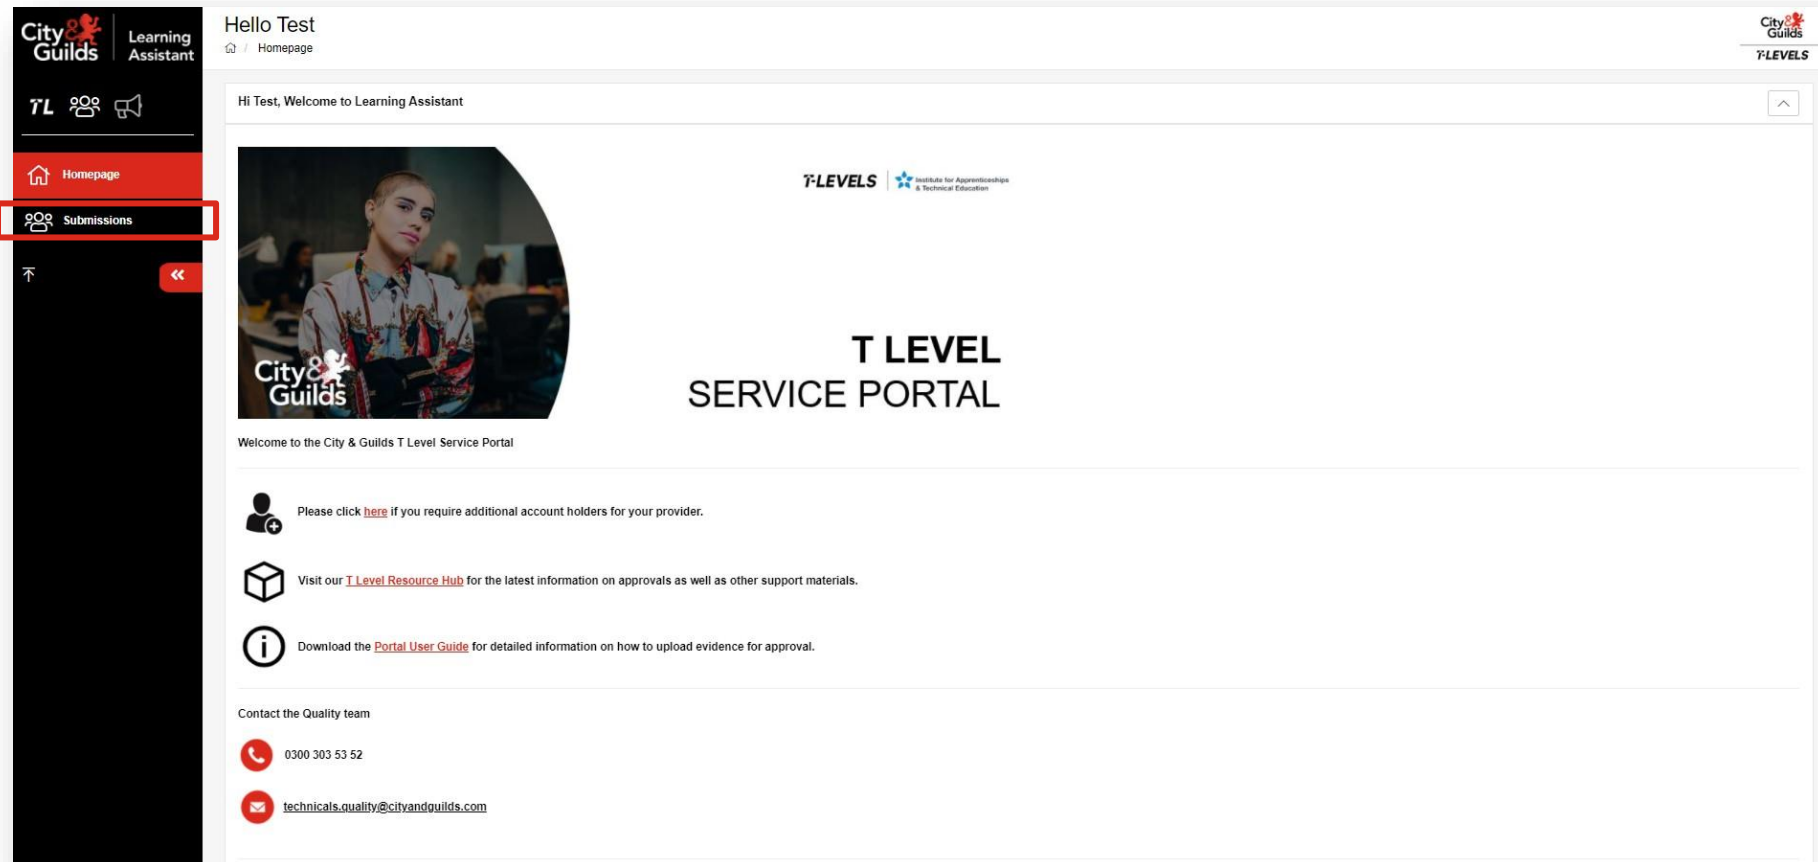 City & Guilds
Learning Assistant
Hello Test
/ Homepage
City & Guilds
T-LEVELS
TL
Homepage
Submissions
Hi Test, Welcome to Learning Assistant
T-LEVELS
Institute for Apprenticeships
& Technical Education
City & Guilds
T LEVEL
SERVICE PORTAL
Welcome to the City & Guilds T Level Service Portal
Please click here if you require additional account holders for your provider.
Visit our T Level Resource Hub for the latest information on approvals as well as other support materials.
Download the Portal User Guide for detailed information on how to upload evidence for approval.
Contact the Quality team
0300 303 53 52
technicals.quality@cityandguilds.com